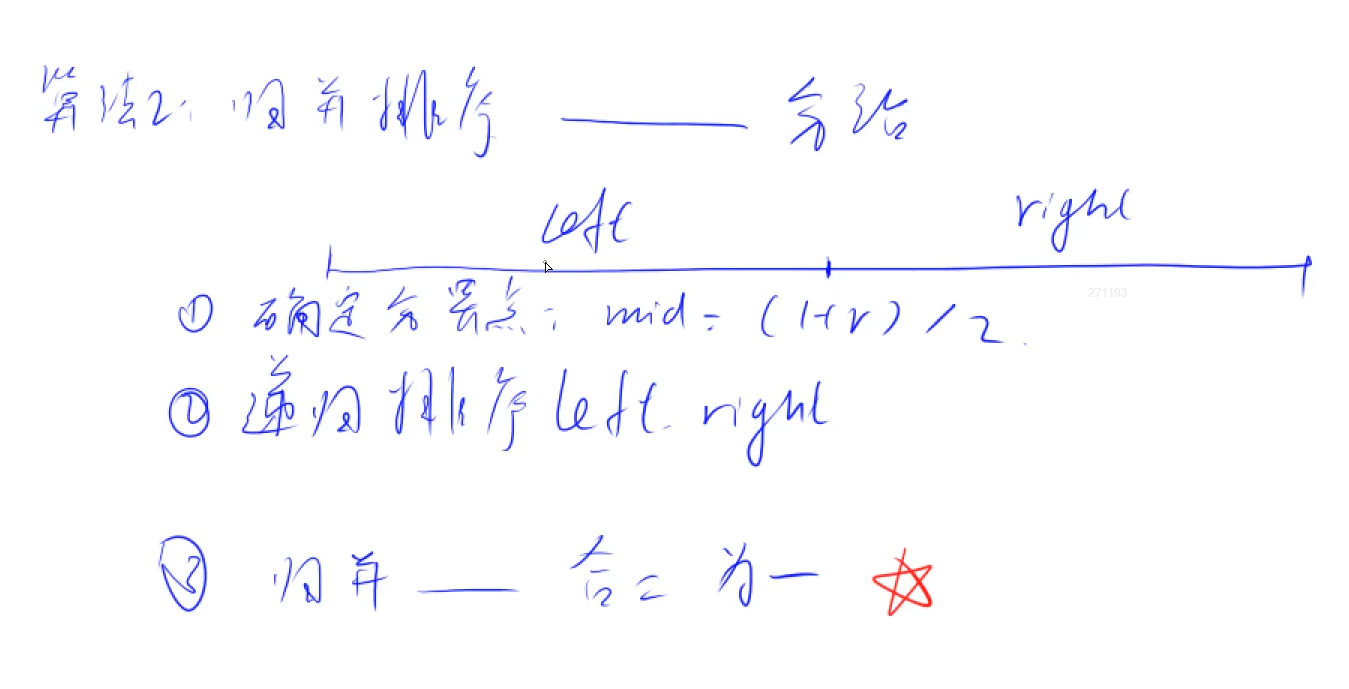 算法2: 归并排序 —— 分治
left right
271193
① 确定分界点: mid = (l+r) / 2.
② 递归排序 left. right
③ 归并 —— 合二为一